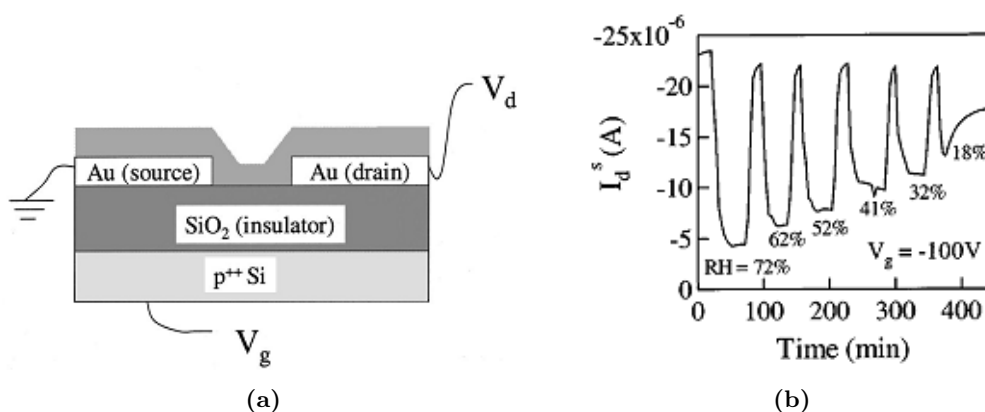 V_d
Au (source)
Au (drain)
SiO₂ (insulator)
p⁺⁺ Si
V_g
(a)
-25x10⁻⁶
-20
-15
-10
-5
0
I_d^s (A)
18%
32%
41%
52%
62%
RH = 72%
V_g = -100V
0 100 200 300 400
Time (min)
(b)